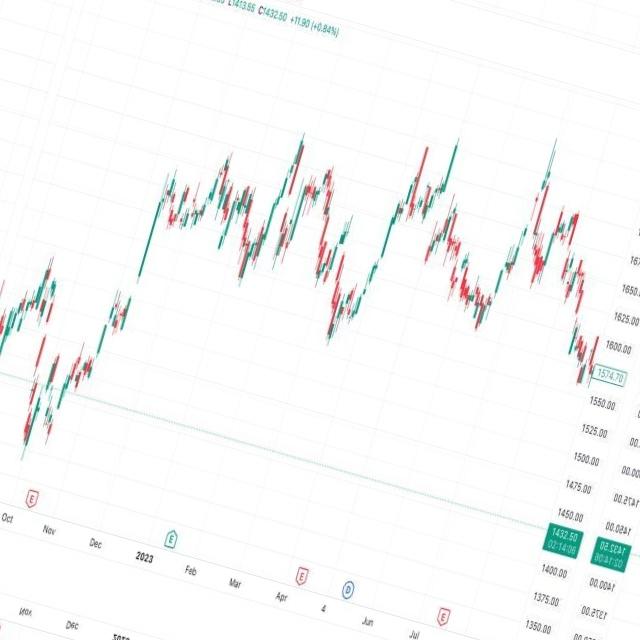 L1413.55 C1432.50 +11.90 (+0.84%)
1650.
1625.00
1600.00
1574.70
1550.00
1525.00
1500.00
1475.00
1450.00
1432.50
02:14:06
1400.00
1375.00
1350.00
E
E
D
E
Oct
Nov
Dec
2023
Feb
Mar
Apr
4
Jun
Jul